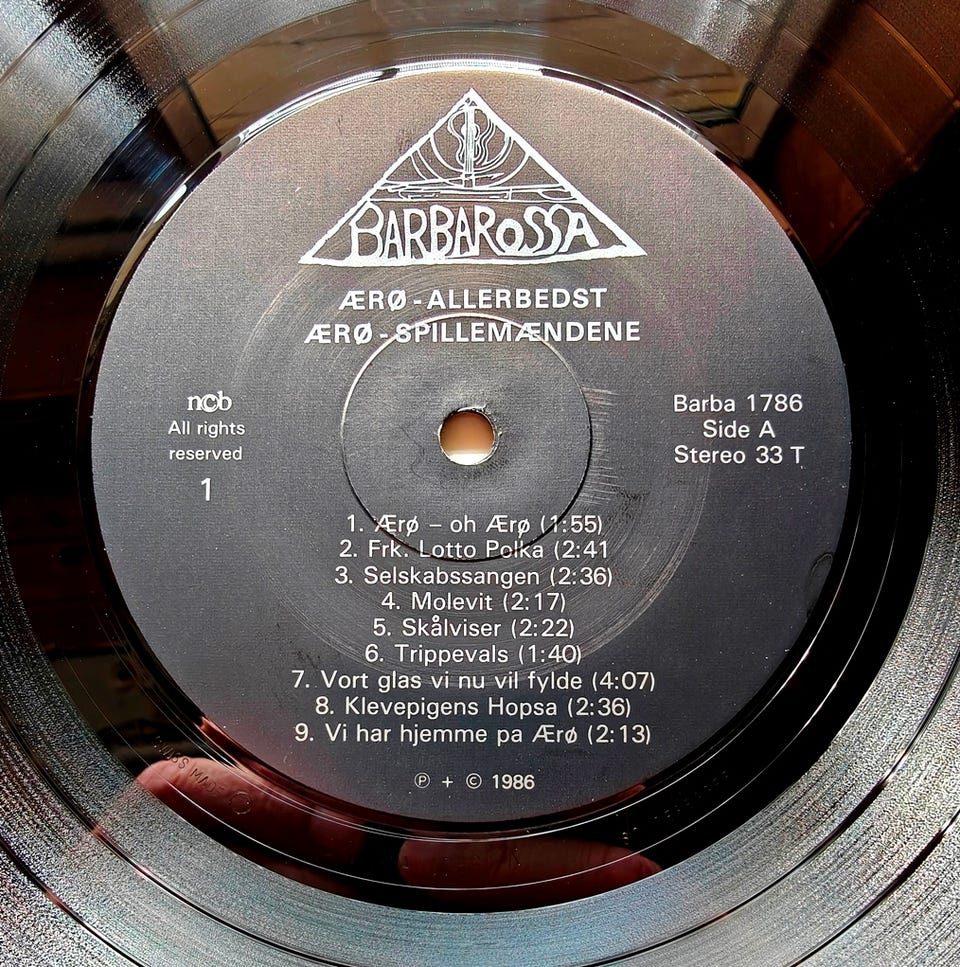 BARBAROSSA
ÆRØ - ALLERBEDST
ÆRØ - SPILLEMÆNDENE
ncb
All rights
reserved
1
Barba 1786
Side A
Stereo 33 T
1. Ærø – oh Ærø (1:55)
2. Frk. Lotto Polka (2:41
3. Selskabssangen (2:36)
4. Molevit (2:17)
5. Skålviser (2:22)
6. Trippevals (1:40)
7. Vort glas vi nu vil fylde (4:07)
8. Klevepigens Hopsa (2:36)
9. Vi har hjemme pa Ærø (2:13)
℗ + © 1986